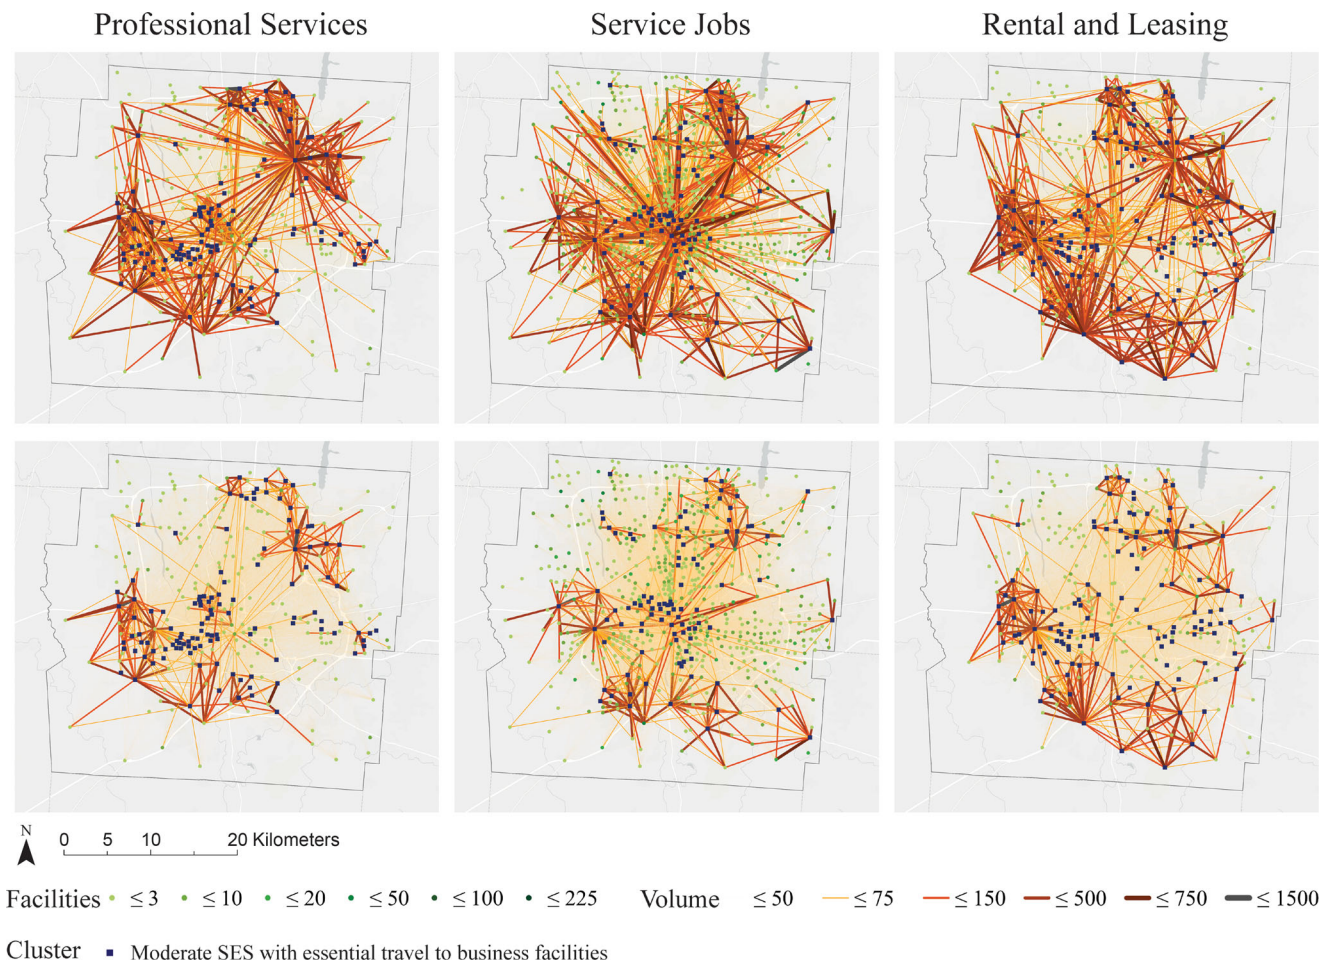 Professional Services
Service Jobs
Rental and Leasing
N
0 5 10 20 Kilometers
Facilities ≤ 3 ≤ 10 ≤ 20 ≤ 50 ≤ 100 ≤ 225 Volume ≤ 50 ≤ 75 ≤ 150 ≤ 500 ≤ 750 ≤ 1500
Cluster Moderate SES with essential travel to business facilities